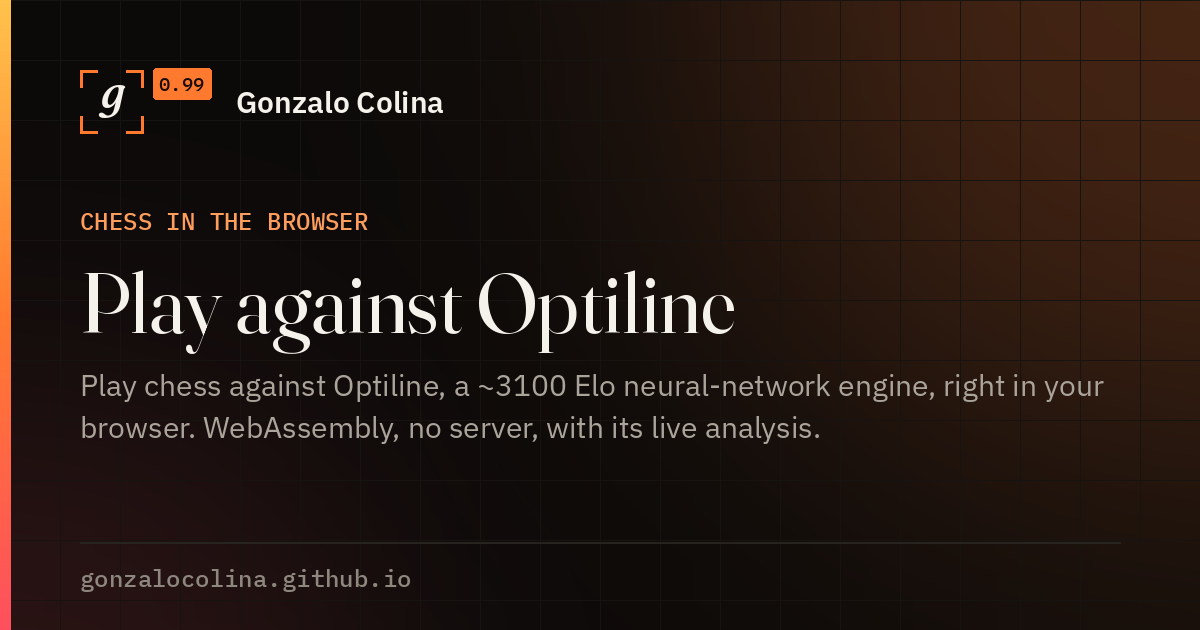 g
0.99
Gonzalo Colina
CHESS IN THE BROWSER
Play against Optiline
Play chess against Optiline, a ~3100 Elo neural-network engine, right in your
browser. WebAssembly, no server, with its live analysis.
gonzalocolina.github.io